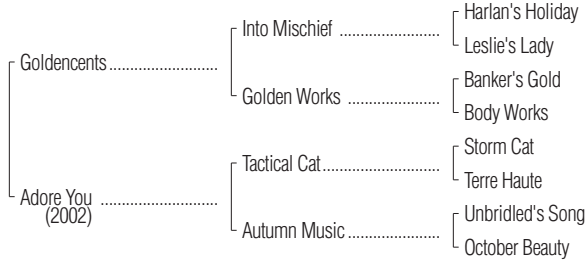 Harlan's Holiday
Into Mischief ....................
Leslie's Lady
Goldencents......................
Banker's Gold
Golden Works ..................
Body Works
Storm Cat
Tactical Cat.......................
Terre Haute
Adore You ........................
(2002)
Unbridled's Song
Autumn Music ..................
October Beauty